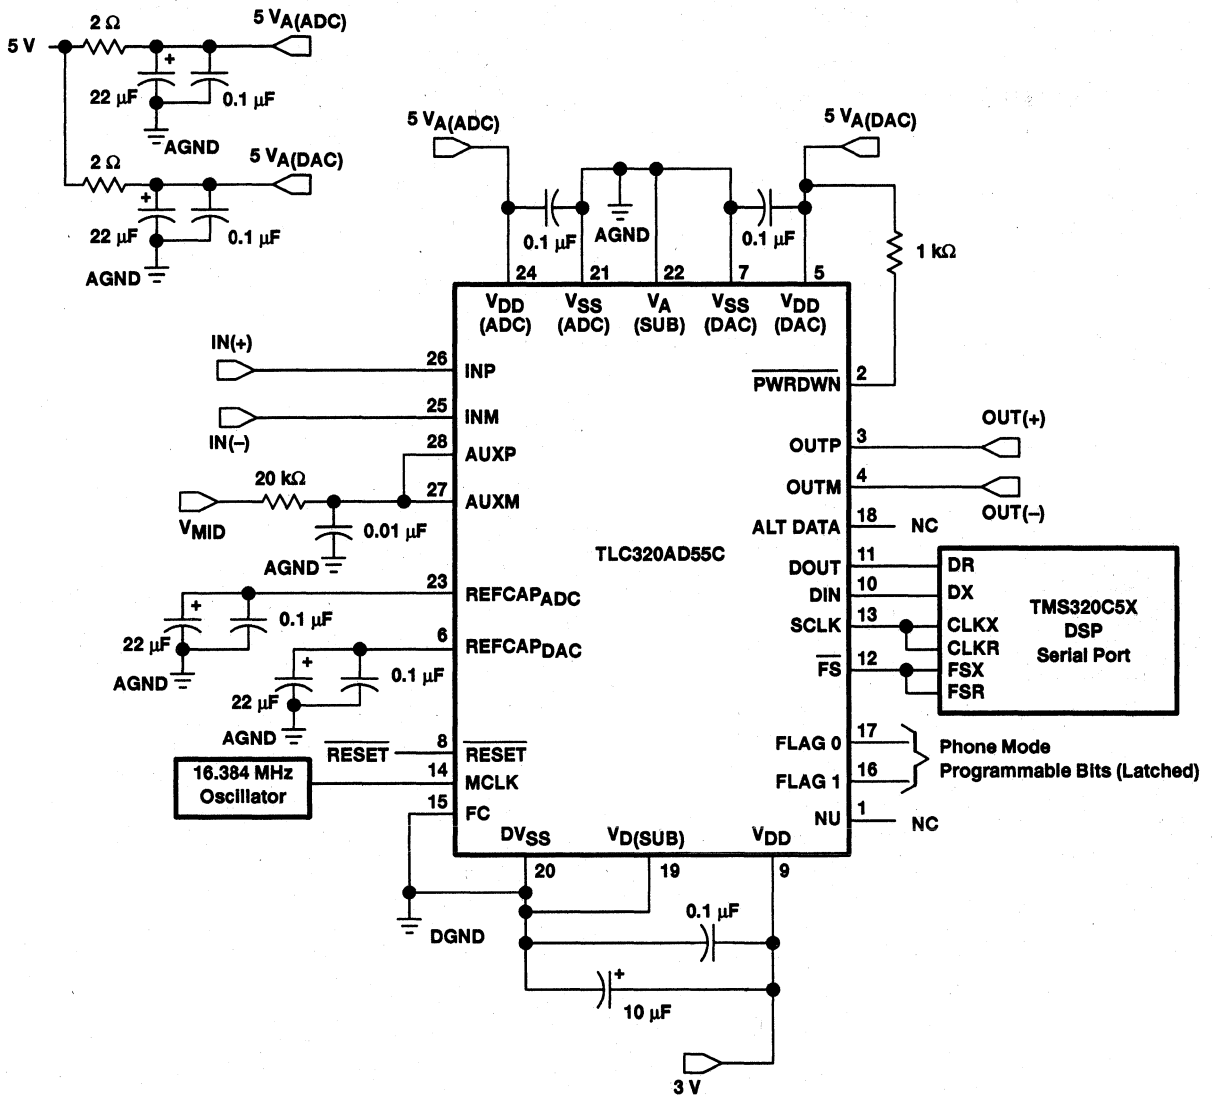 2 Ω
5 VA(ADC)
5 V
+
22 μF
0.1 μF
AGND
2 Ω
5 VA(DAC)
+
22 μF
0.1 μF
AGND
5 VA(ADC)
5 VA(DAC)
0.1 μF
AGND
0.1 μF
1 kΩ
24
21
22
7
5
VDD
(ADC)
VSS
(ADC)
VA
(SUB)
VSS
(DAC)
VDD
(DAC)
IN(+)
26
INP
PWRDWN
2
25
INM
IN(–)
28
AUXP
OUTP
3
OUT(+)
20 kΩ
27
AUXM
OUTM
4
OUT(–)
VMID
0.01 μF
AGND
ALT DATA
18
NC
TLC320AD55C
DOUT
11
DR
DIN
10
DX
SCLK
13
CLKX
CLKR
FS
12
FSX
FSR
TMS320C5X
DSP
Serial Port
23
REFCAPADC
+
0.1 μF
22 μF
AGND
6
REFCAPDAC
+
0.1 μF
22 μF
AGND
RESET
8
RESET
16.384 MHz
Oscillator
14
MCLK
15
FC
FLAG 0
17
FLAG 1
16
Phone Mode
Programmable Bits (Latched)
NU
1
NC
DVSS
VD(SUB)
VDD
20
19
9
DGND
0.1 μF
+
10 μF
3 V